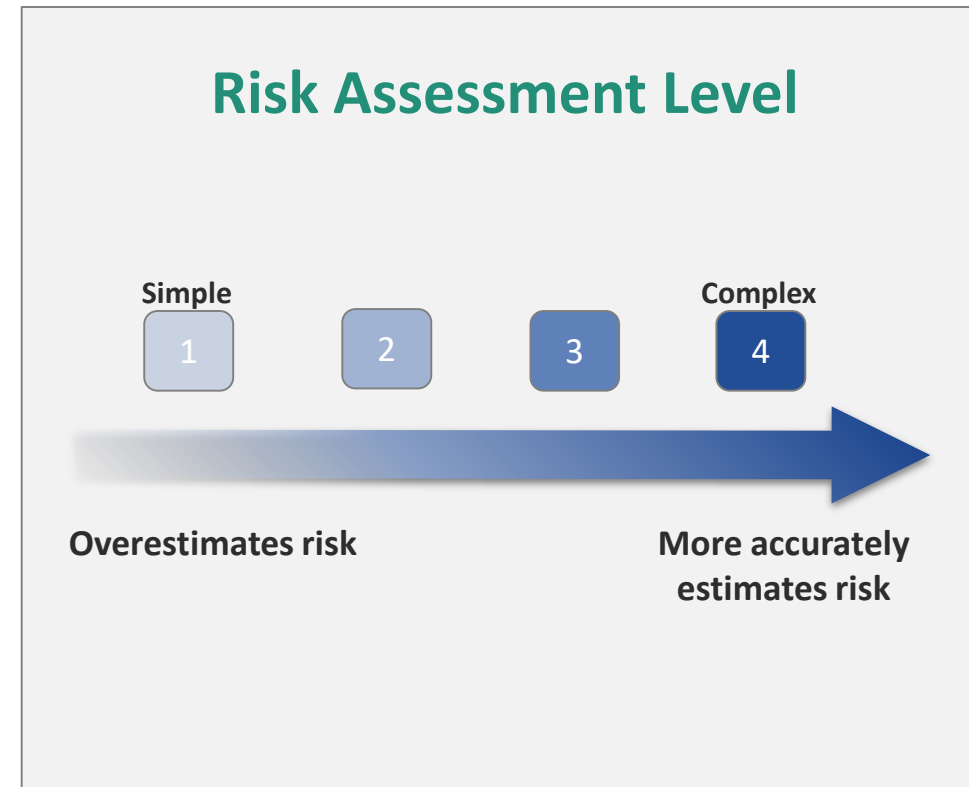 Risk Assessment Level
Simple
Complex
1
2
3
4
Overestimates risk
More accurately
estimates risk